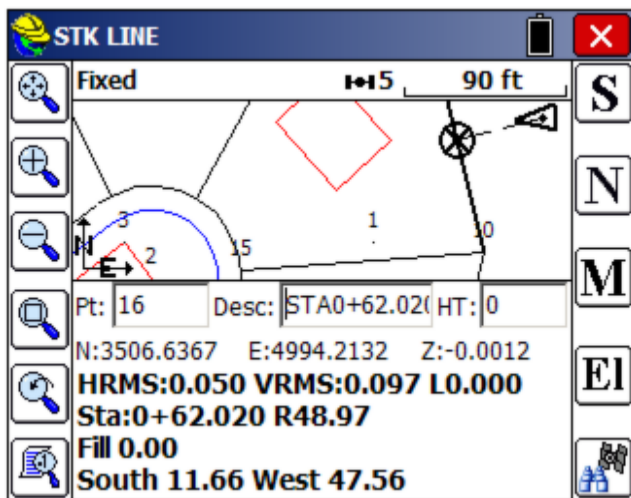 STK LINE
Fixed 5 90 ft
S
N
M
El
3
2
15
1
10
N
E
Pt: 16 Desc: STA0+62.020 HT: 0
N:3506.6367 E:4994.2132 Z:-0.0012
HRMS:0.050 VRMS:0.097 L0.000
Sta:0+62.020 R48.97
Fill 0.00
South 11.66 West 47.56